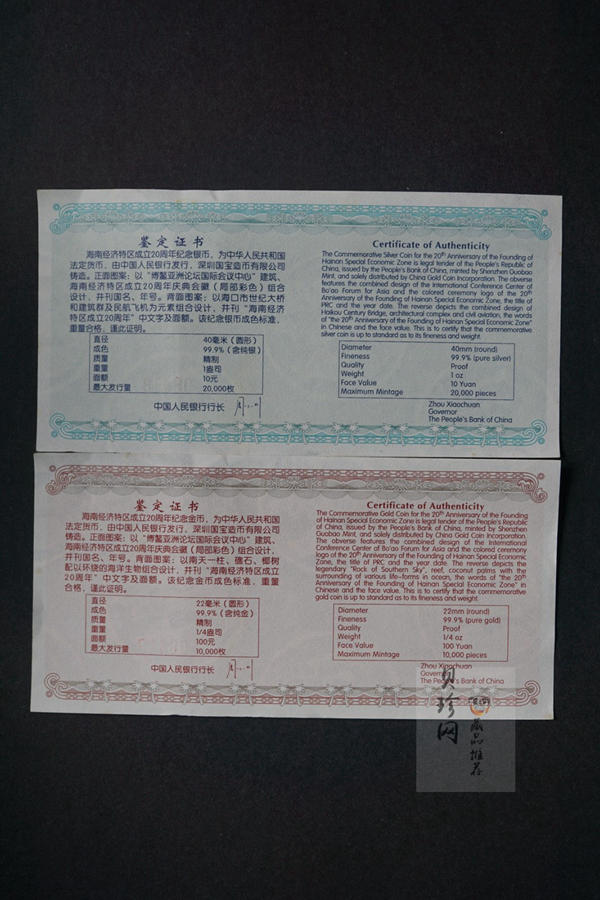 鉴定证书
海南经济特区成立20周年纪念银币,为中华人民共和国
法定货币,由中国人民银行发行,深圳国宝造币有限公司
铸造。正面图案:以“博鳌亚洲论坛国际会议中心”建筑、
海南经济特区成立20周年庆典会徽(局部彩色)组合
设计,并刊国名、年号。背面图案:以海口市世纪大桥
和建筑群及民航飞机为元素组合设计,并刊“海南经济
特区成立20周年”中文字及面额。该纪念银币成色标准,
重量合格,谨此证明。
直径 40毫米(圆形)
成色 99.9%(含纯银)
质量 精制
重量 1盎司
面额 10元
最大发行量 20,000枚
中国人民银行行长
Certificate of Authenticity
The Commemorative Silver Coin for the 20th Anniversary of the Founding of
Hainan Special Economic Zone is legal tender of the People's Republic of
China, issued by the People's Bank of China, minted by Shenzhen Guobao
Mint, and solely distributed by China Gold Coin Incorporation. The obverse
features the combined design of the International Conference Center of
Bo'ao Forum for Asia and the colored ceremony logo of the 20th
Anniversary of the Founding of Hainan Special Economic Zone, the title of
PRC and the year date. The reverse depicts the combined design of
Haikou Century Bridge, architectural complex and civil aviation, the words
of "the 20th Anniversary of the Founding of Hainan Special Economic Zone"
in Chinese and the face value. This is to certify that the commemorative
silver coin is up to standard as to its fineness and weight.
Diameter 40mm (round)
Fineness 99.9% (pure silver)
Quality Proof
Weight 1 oz
Face Value 10 Yuan
Maximum Mintage 20,000 pieces
Zhou Xiaochuan
Governor
The People's Bank of China
鉴定证书
海南经济特区成立20周年纪念金币,为中华人民共和国
法定货币,由中国人民银行发行,深圳国宝造币有限公司
铸造。正面图案:以“博鳌亚洲论坛国际会议中心”建筑、
海南经济特区成立20周年庆典会徽(局部彩色)组合设计,
并刊国名、年号。背面图案:以南天一柱、礁石、椰树
配以环绕的海洋生物组合设计,并刊“海南经济特区成立
20周年”中文字及面额。该纪念金币成色标准,重量
合格,谨此证明。
直径 22毫米(圆形)
成色 99.9%(含纯金)
质量 精制
重量 1/4盎司
面额 100元
最大发行量 10,000枚
中国人民银行行长
Certificate of Authenticity
The Commemorative Gold Coin for the 20th Anniversary of the Founding
of Hainan Special Economic Zone is legal tender of the People's Republic
of China, issued by the People's Bank of China, minted by Shenzhen
Guobao Mint, and solely distributed by China Gold Coin Incorporation.
The obverse features the combined design of the International
Conference Center of Bo'ao Forum for Asia and the colored ceremony
logo of the 20th Anniversary of the Founding of Hainan Special Economic
Zone, the title of PRC and the year date. The reverse depicts the
legendary "Rock of Southern Sky", reef, coconut palms with the
surrounding of various life-forms in ocean, the words of "the 20th
Anniversary of the Founding of Hainan Special Economic Zone" in
Chinese and the face value. This is to certify that the commemorative
gold coin is up to standard as to its fineness and weight.
Diameter 22mm (round)
Fineness 99.9% (pure gold)
Quality Proof
Weight 1/4 oz
Face Value 100 Yuan
Maximum Mintage 10,000 pieces
Zhou Xiaochuan
Governor
The People's Bank of China
贝珍网
藏品推荐